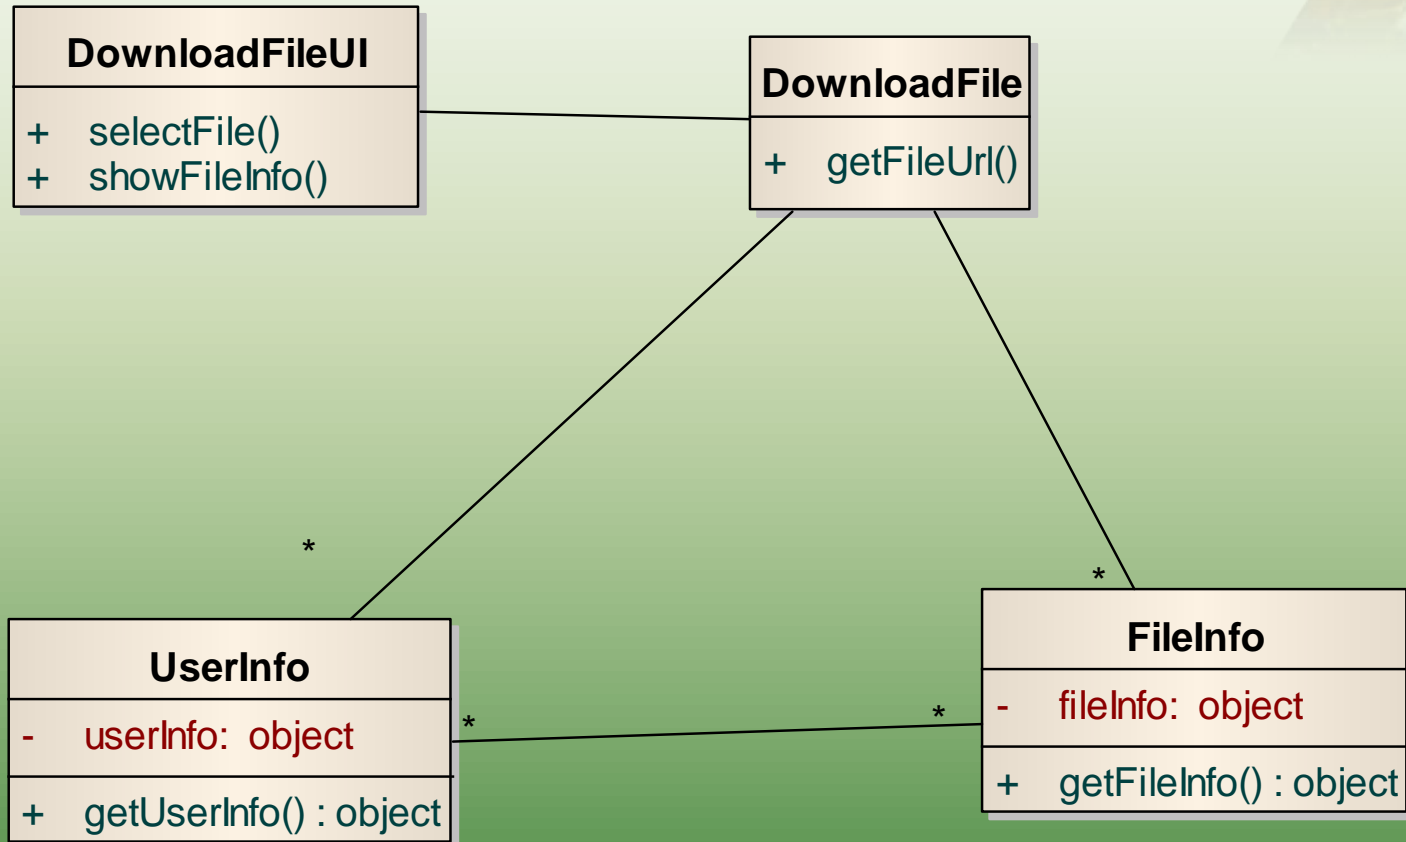 DownloadFileUI
+ selectFile()
+ showFileInfo()
DownloadFile
+ getFileUrl()
*
*
UserInfo
- userInfo: object
+ getUserInfo() : object
*
*
FileInfo
- fileInfo: object
+ getFileInfo() : object